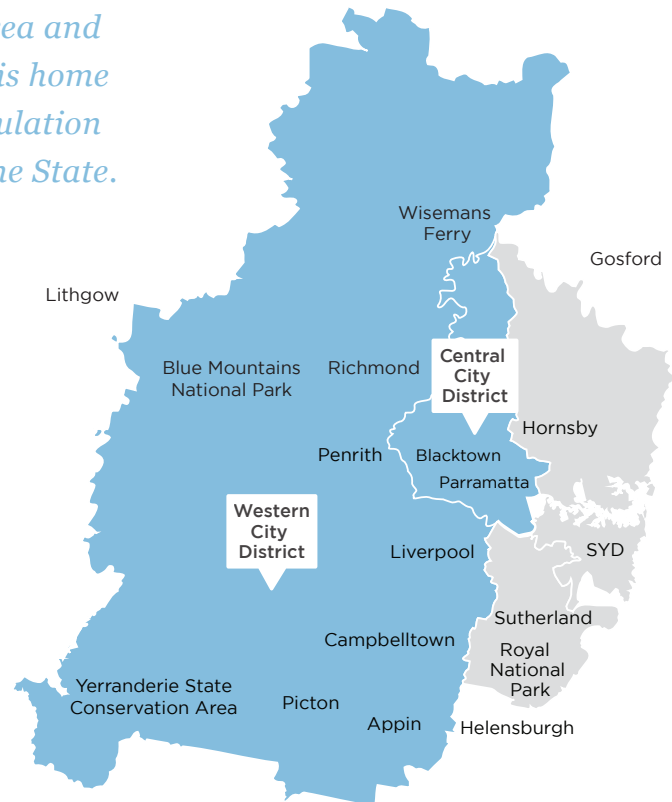 ea and
is home
ulation
he State.
Wisemans
Ferry
Gosford
Lithgow
Blue Mountains
National Park
Richmond
Central
City
District
Hornsby
Penrith
Blacktown
Parramatta
Western
City
District
Liverpool
SYD
Sutherland
Campbelltown
Royal
National
Park
Yerranderie State
Conservation Area
Picton
Appin
Helensburgh